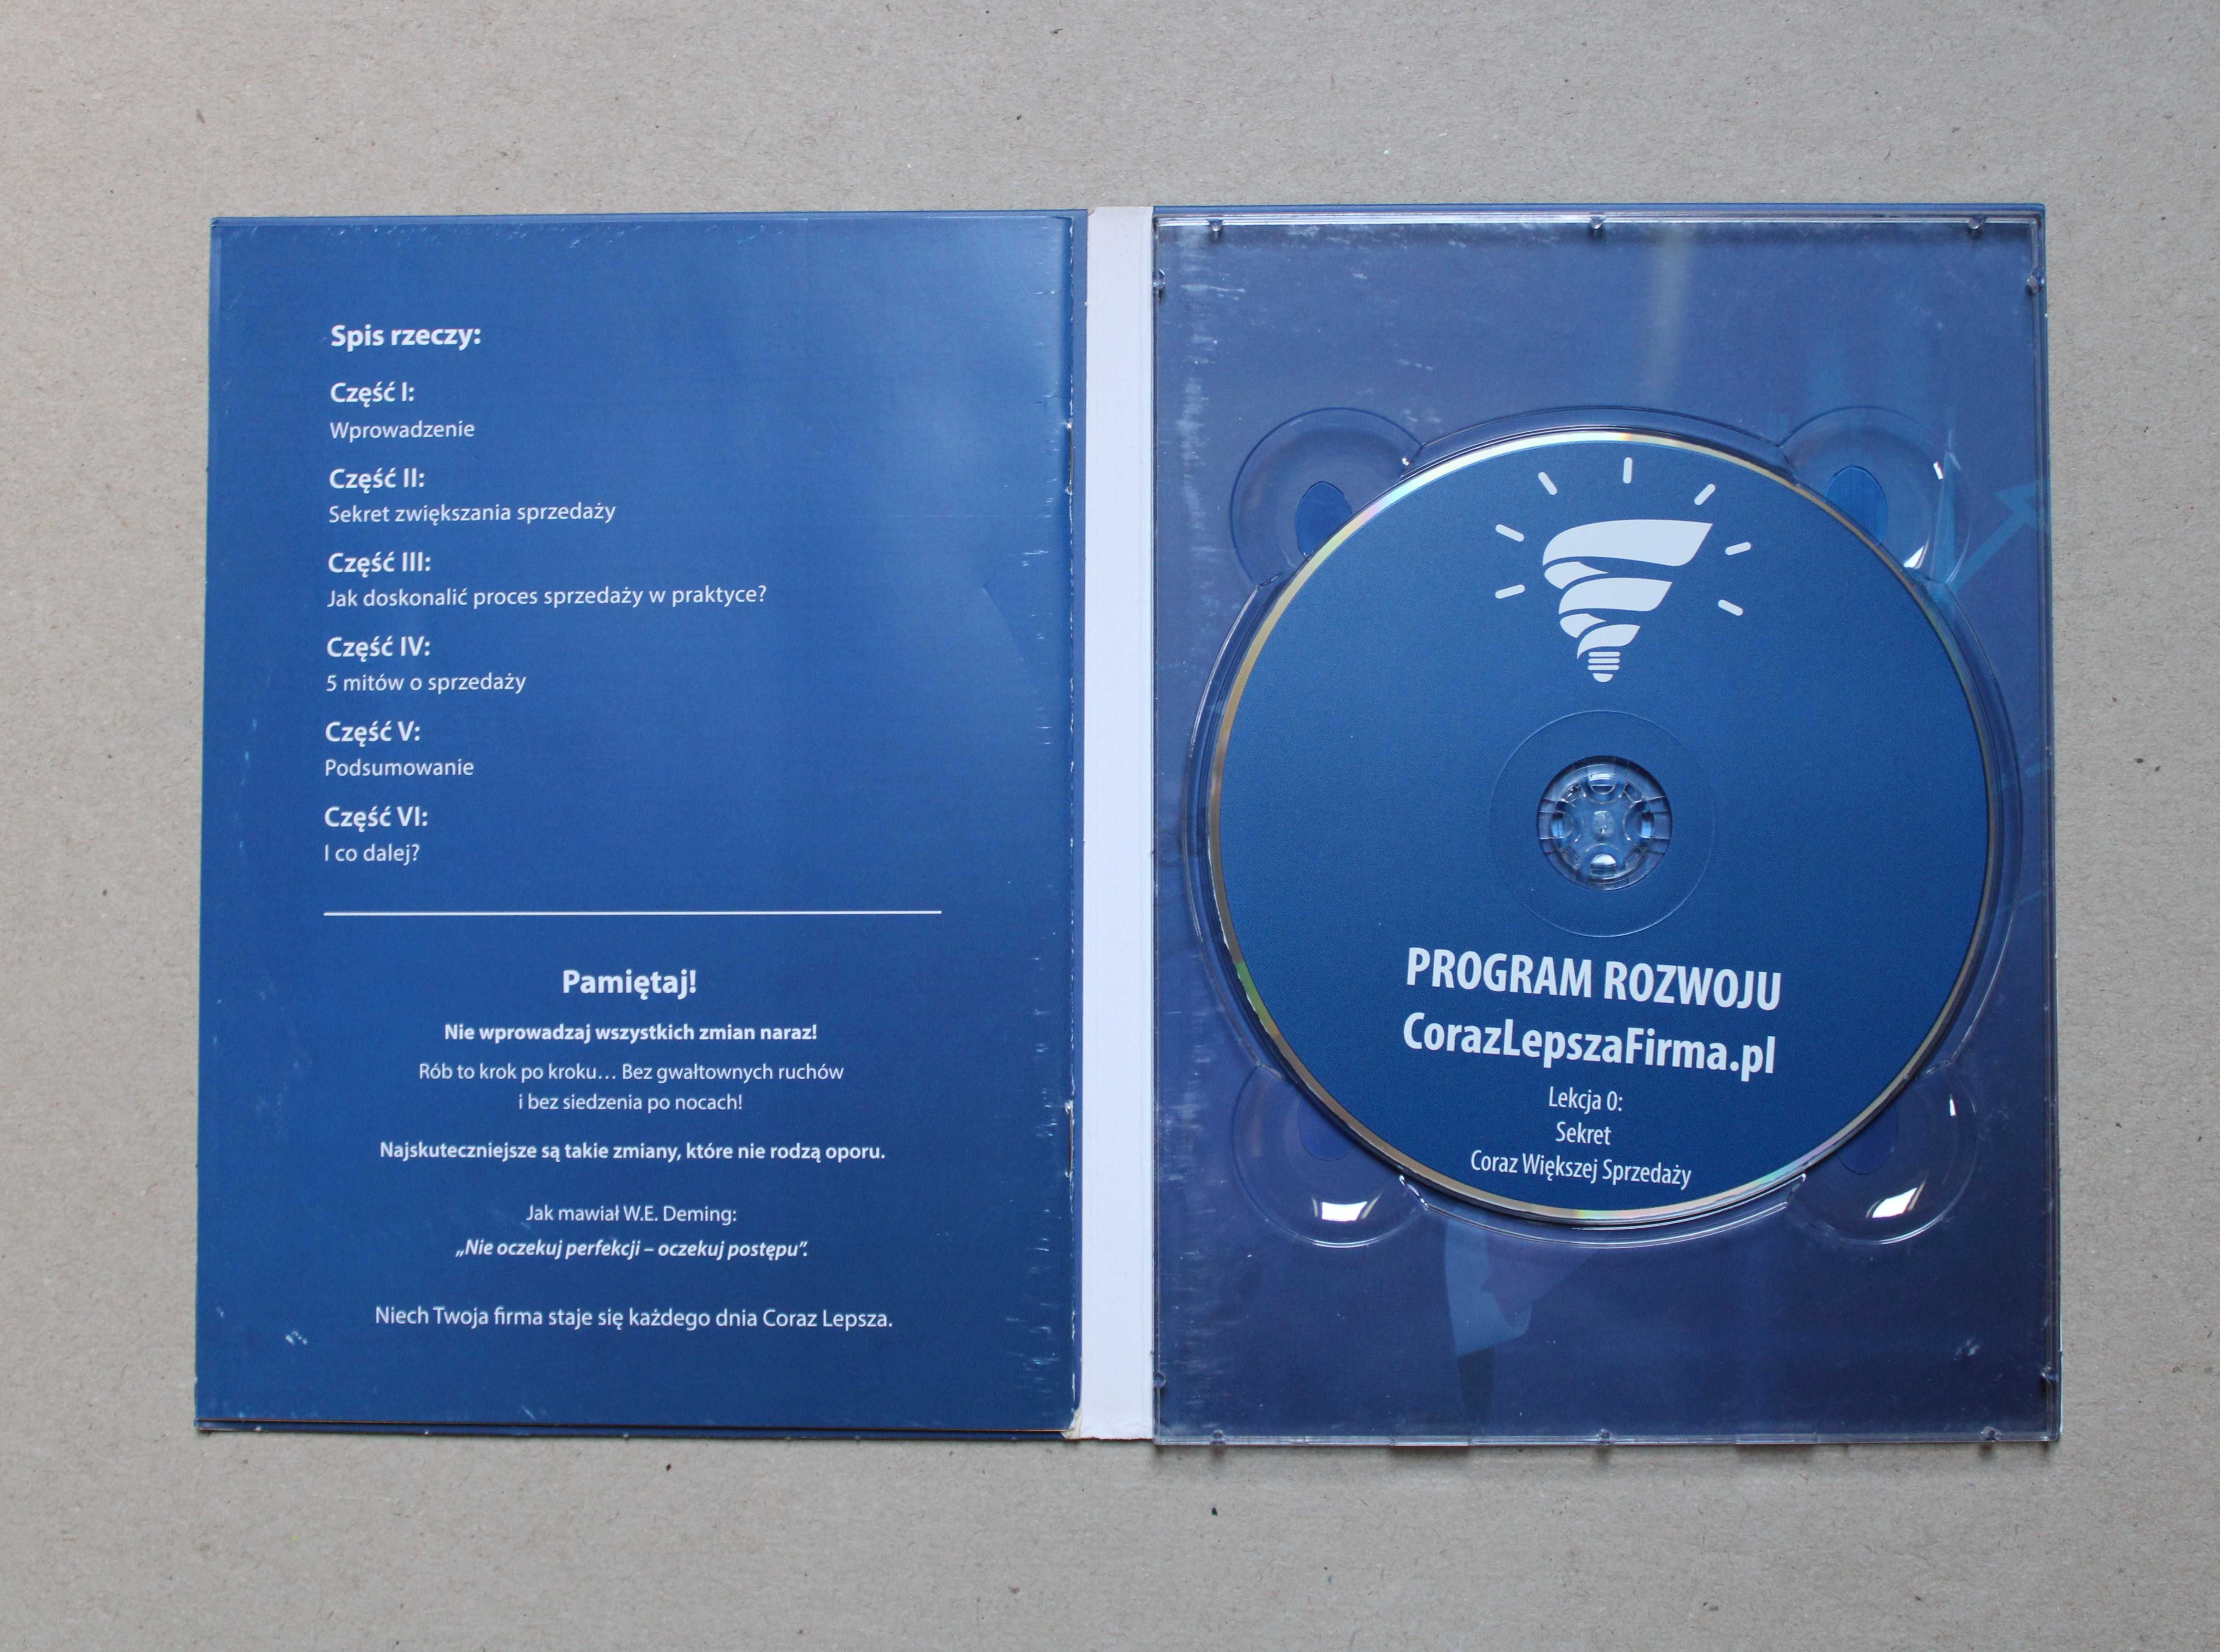 Spis rzeczy:
Część I:
Wprowadzenie
Część II:
Sekret zwiększania sprzedaży
Część III:
Jak doskonalić proces sprzedaży w praktyce?
Część IV:
5 mitów o sprzedaży
Część V:
Podsumowanie
Część VI:
I co dalej?
Pamiętaj!
Nie wprowadzaj wszystkich zmian naraz!
Rób to krok po kroku… Bez gwałtownych ruchów
i bez siedzenia po nocach!
Najskuteczniejsze są takie zmiany, które nie rodzą oporu.
Jak mawiał W.E. Deming:
„Nie oczekuj perfekcji – oczekuj postępu”.
Niech Twoja firma staje się każdego dnia Coraz Lepsza.
PROGRAM ROZWOJU
CorazLepszaFirma.pl
Lekcja 0:
Sekret
Coraz Większej Sprzedaży